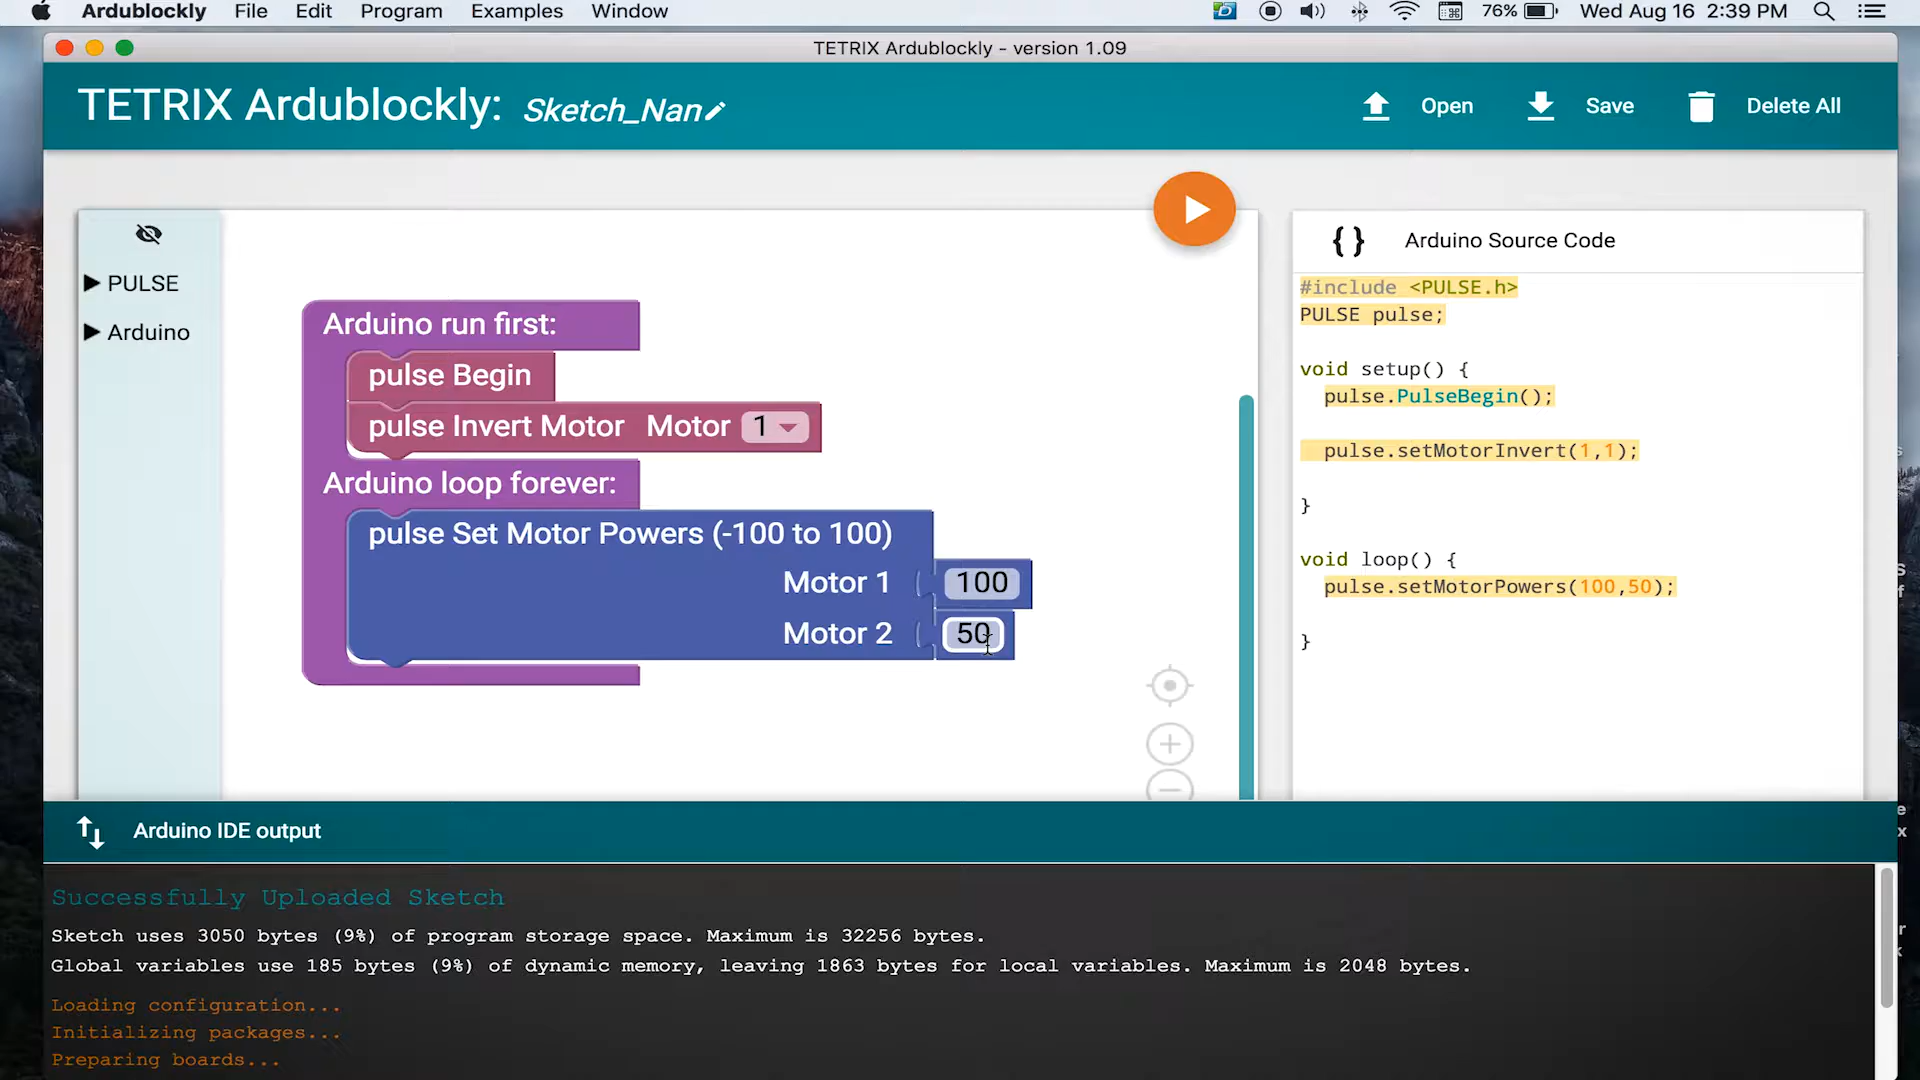 Ardublockly File Edit Program Examples Window 76% Wed Aug 16 2:39 PM
TETRIX Ardublockly - version 1.09
TETRIX Ardublockly: Sketch_Nan Open Save Delete All
PULSE
Arduino
Arduino run first:
pulse Begin
pulse Invert Motor Motor 1
Arduino loop forever:
pulse Set Motor Powers (-100 to 100)
Motor 1 100
Motor 2 50
{ } Arduino Source Code
#include <PULSE.h>
PULSE pulse;
void setup() {
pulse.PulseBegin();
pulse.setMotorInvert(1,1);
}
void loop() {
pulse.setMotorPowers(100,50);
}
Arduino IDE output
Successfully Uploaded Sketch
Sketch uses 3050 bytes (9%) of program storage space. Maximum is 32256 bytes.
Global variables use 185 bytes (9%) of dynamic memory, leaving 1863 bytes for local variables. Maximum is 2048 bytes.
Loading configuration...
Initializing packages...
Preparing boards...